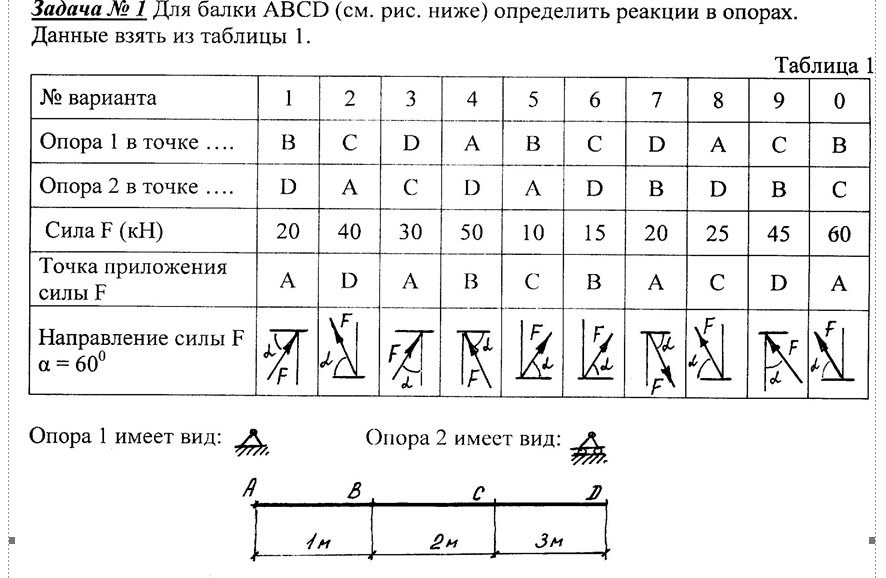 Задача № 1 Для балки ABCD (см. рис. ниже) определить реакции в опорах.
Данные взять из таблицы 1.
Таблица 1
№ варианта 1 2 3 4 5 6 7 8 9 0
Опора 1 в точке .... B C D A B C D A C B
Опора 2 в точке .... D A C D A D B D B C
Сила F (кН) 20 40 30 50 10 15 20 25 45 60
Точка приложения
силы F A D A B C B A C D A
Направление силы F
α = 60⁰
α F α F F α F α F α F α α F α F α F α F
Опора 1 имеет вид: Опора 2 имеет вид:
A B C D
1м 2м 3м